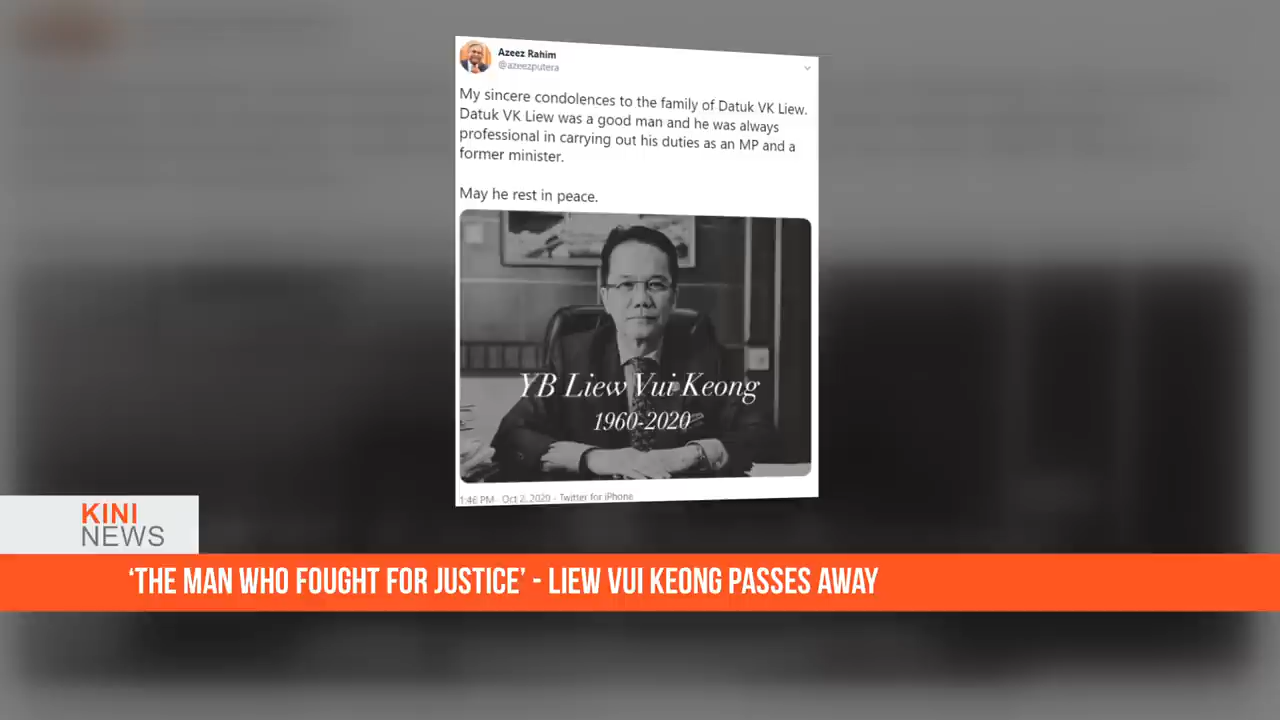 Azeez Rahim
@azeezputera
My sincere condolences to the family of Datuk VK Liew.
Datuk VK Liew was a good man and he was always
professional in carrying out his duties as an MP and a
former minister.
May he rest in peace.
YB Liew Vui Keong
1960-2020
1:46 PM · Oct 2, 2020 · Twitter for iPhone
KINI
NEWS
‘THE MAN WHO FOUGHT FOR JUSTICE’ - LIEW VUI KEONG PASSES AWAY